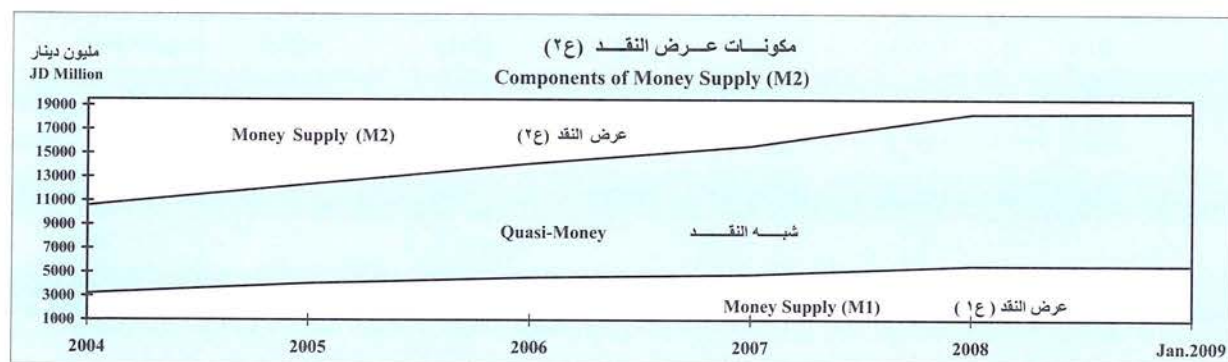 مكونـــات عـــرض النقـــد (ع٢)
Components of Money Supply (M2)
مليون دينار
JD Million
19000
17000
15000
13000
11000
9000
7000
5000
3000
1000
Money Supply (M2) عرض النقد (ع٢)
Quasi-Money شبـــه النقـــد
Money Supply (M1) عرض النقد (ع١)
2004 2005 2006 2007 2008 Jan.2009